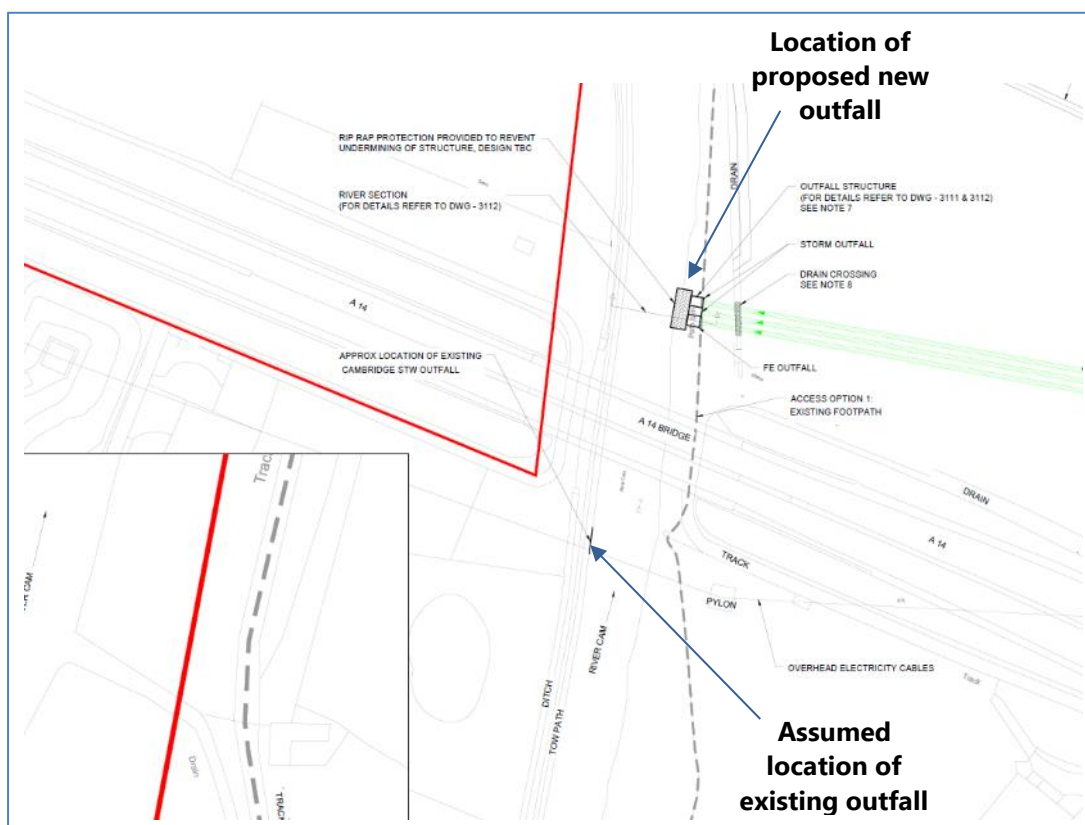 Location of
proposed new
outfall
RIP RAP PROTECTION PROVIDED TO REVENT
UNDERMINING OF STRUCTURE, DESIGN TBC
RIVER SECTION
(FOR DETAILS REFER TO DWG - 3112)
DRAIN
OUTFALL STRUCTURE
(FOR DETAILS REFER TO DWG - 3111 & 3112)
SEE NOTE 7
STORM OUTFALL
DRAIN CROSSING
SEE NOTE 8
A 14
APPROX LOCATION OF EXISTING
CAMBRIDGE STW OUTFALL
FE OUTFALL
ACCESS OPTION 1:
EXISTING FOOTPATH
A 14 BRIDGE
DRAIN
A 14
TRACK
PYLON
OVERHEAD ELECTRICITY CABLES
Track
RIVER CAM
DITCH
TOW PATH
Track
CAM
Drain
TRACK
Assumed
location of
existing outfall